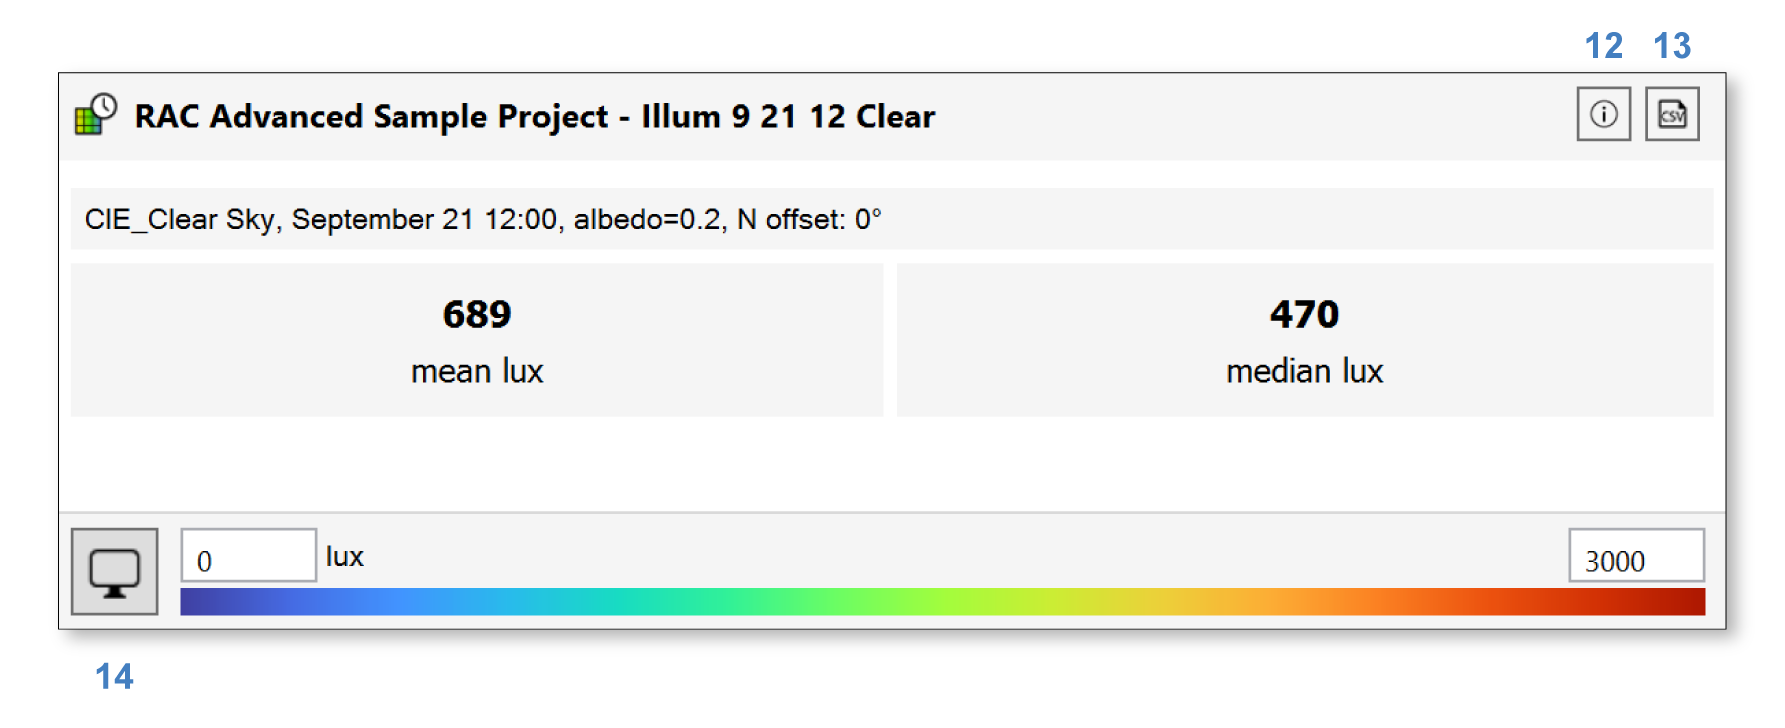 12 13
RAC Advanced Sample Project - Illum 9 21 12 Clear
CSV
CIE_Clear Sky, September 21 12:00, albedo=0.2, N offset: 0°
689
mean lux
470
median lux
0 lux
3000
14